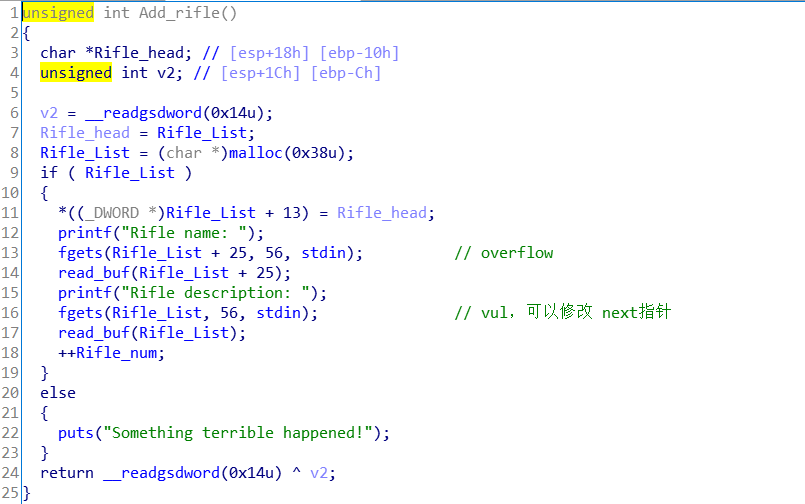 1 unsigned int Add_rifle()
2 {
3 char *Rifle_head; // [esp+18h] [ebp-10h]
4 unsigned int v2; // [esp+1Ch] [ebp-Ch]
5
6 v2 = __readgsdword(0x14u);
7 Rifle_head = Rifle_List;
8 Rifle_List = (char *)malloc(0x38u);
9 if ( Rifle_List )
10 {
11 *((_DWORD *)Rifle_List + 13) = Rifle_head;
12 printf("Rifle name: ");
13 fgets(Rifle_List + 25, 56, stdin); // overflow
14 read_buf(Rifle_List + 25);
15 printf("Rifle description: ");
16 fgets(Rifle_List, 56, stdin); // vul，可以修改 next指针
17 read_buf(Rifle_List);
18 ++Rifle_num;
19 }
20 else
21 {
22 puts("Something terrible happened!");
23 }
24 return __readgsdword(0x14u) ^ v2;
25 }